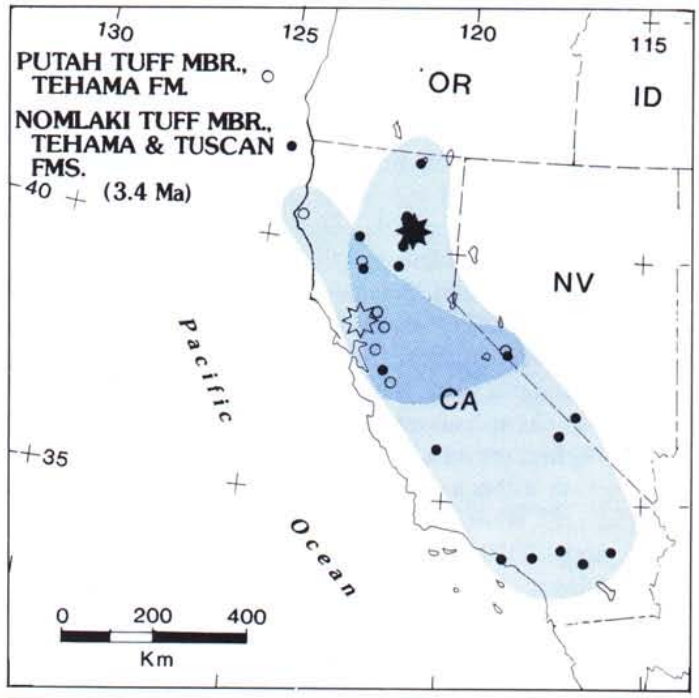 130
125
120
115
PUTAH TUFF MBR.,
TEHAMA FM.
NOMLAKI TUFF MBR.,
TEHAMA & TUSCAN
FMS.
(3.4 Ma)
OR
ID
40
NV
Pacific
CA
35
Ocean
0 200 400
Km